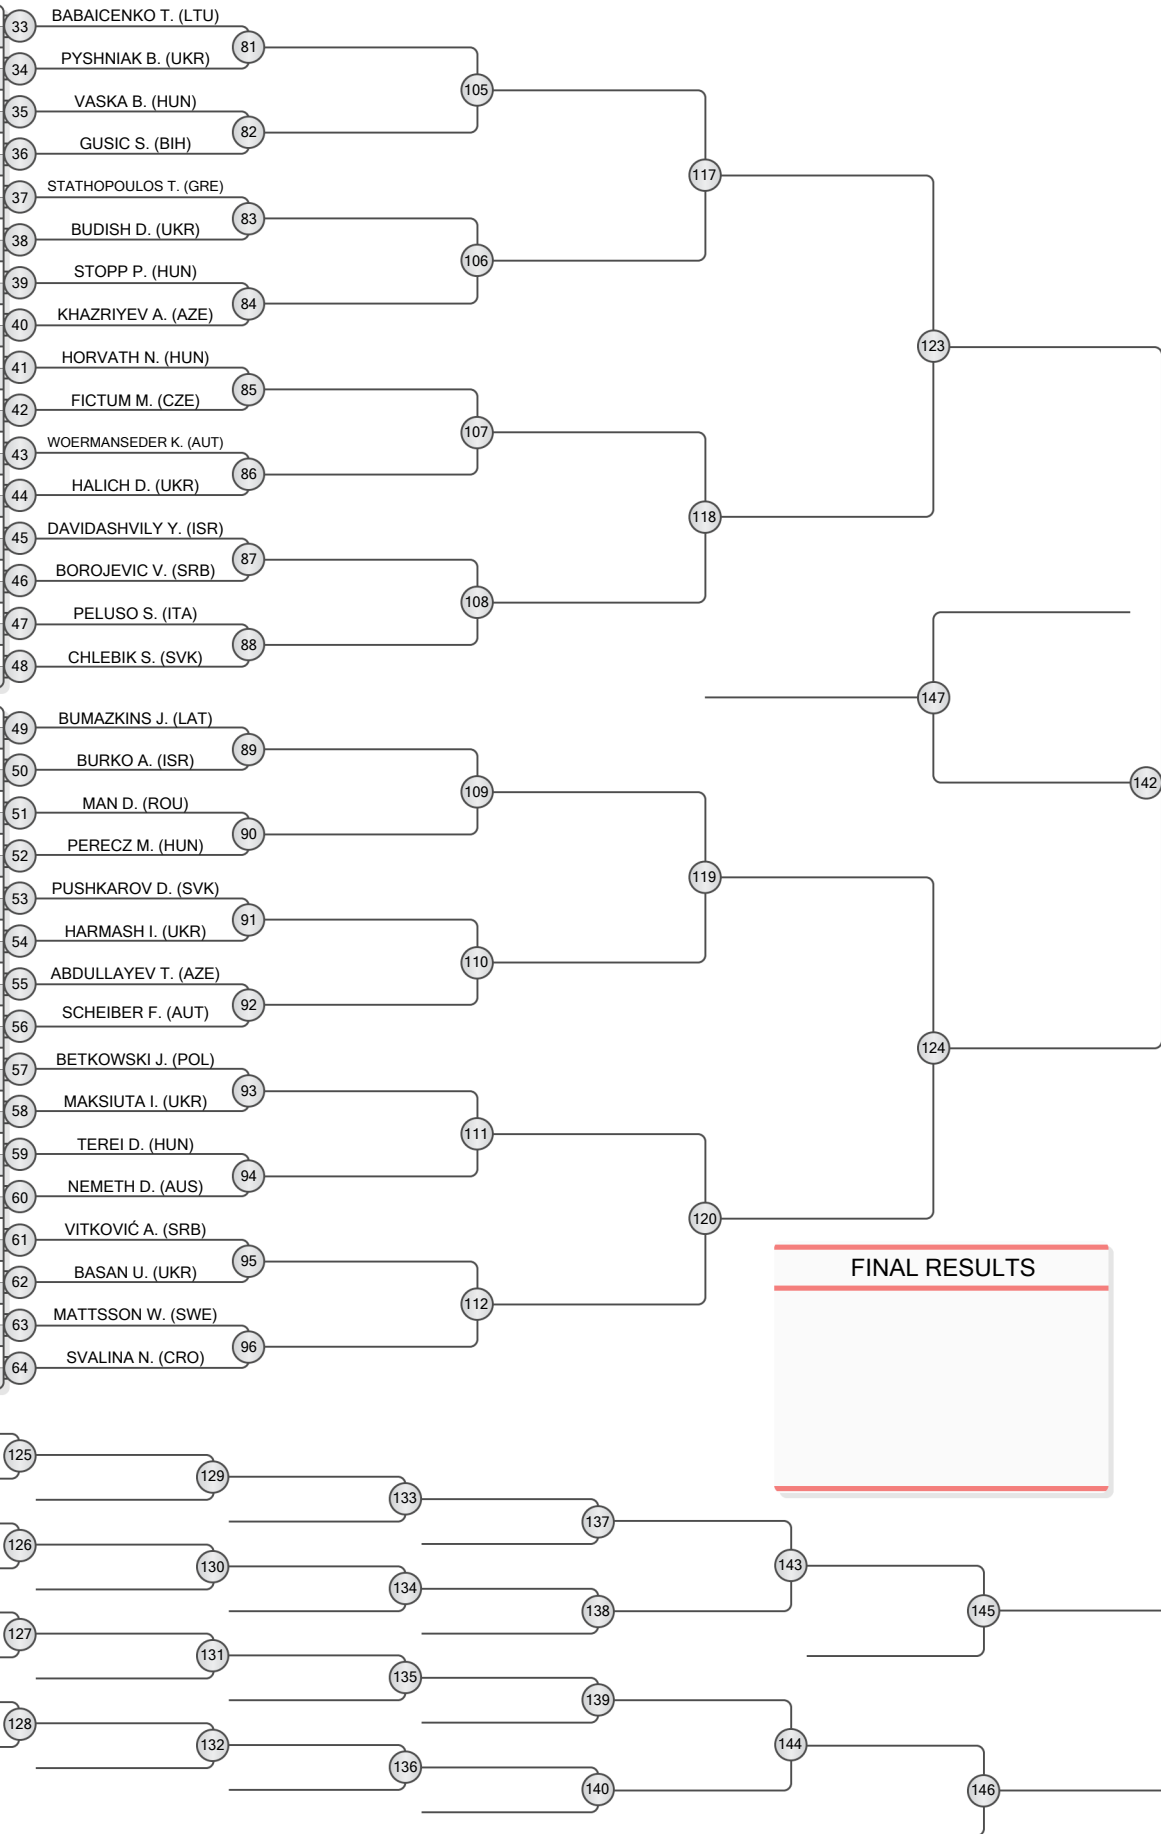 33 BABAICENKO T. (LTU)
81
34 PYSHNIAK B. (UKR)
105
35 VASKA B. (HUN)
82
36 GUSIC S. (BIH)
117
37 STATHOPOULOS T. (GRE)
83
38 BUDISH D. (UKR)
106
39 STOPP P. (HUN)
84
40 KHAZRIYEV A. (AZE)
123
41 HORVATH N. (HUN)
85
42 FICTUM M. (CZE)
107
43 WOERMANSEDER K. (AUT)
86
44 HALICH D. (UKR)
118
45 DAVIDASHVILY Y. (ISR)
87
46 BOROJEVIC V. (SRB)
108
47 PELUSO S. (ITA)
88
48 CHLEBIK S. (SVK)
147
49 BUMAZKINS J. (LAT)
89
50 BURKO A. (ISR)
142
109
51 MAN D. (ROU)
90
52 PERECZ M. (HUN)
119
53 PUSHKAROV D. (SVK)
91
54 HARMASH I. (UKR)
110
55 ABDULLAYEV T. (AZE)
92
56 SCHEIBER F. (AUT)
124
57 BETKOWSKI J. (POL)
93
58 MAKSIUTA I. (UKR)
111
59 TEREI D. (HUN)
94
60 NEMETH D. (AUS)
120
61 VITKOVIĆ A. (SRB)
95
62 BASAN U. (UKR)
112
63 MATTSSON W. (SWE)
96
64 SVALINA N. (CRO)
FINAL RESULTS
125
129
133
137
126
143
130
134
138
145
127
131
135
139
128
144
132
136
140
146